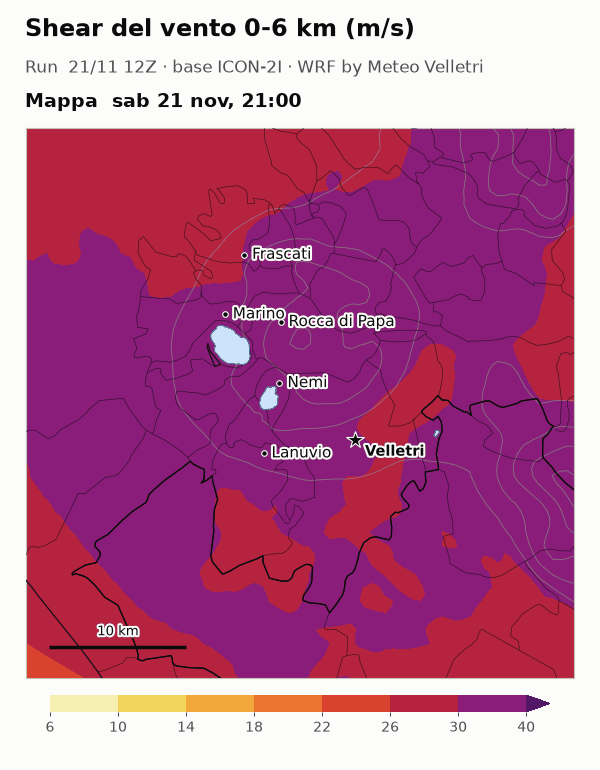 Shear del vento 0-6 km (m/s)
Run  21/11 12Z · base ICON-2I · WRF by Meteo Velletri
Mappa  sab 21 nov, 21:00
Frascati
Marino
Rocca di Papa
Nemi
Velletri
Lanuvio
10 km
6 10 14 18 22 26 30 40